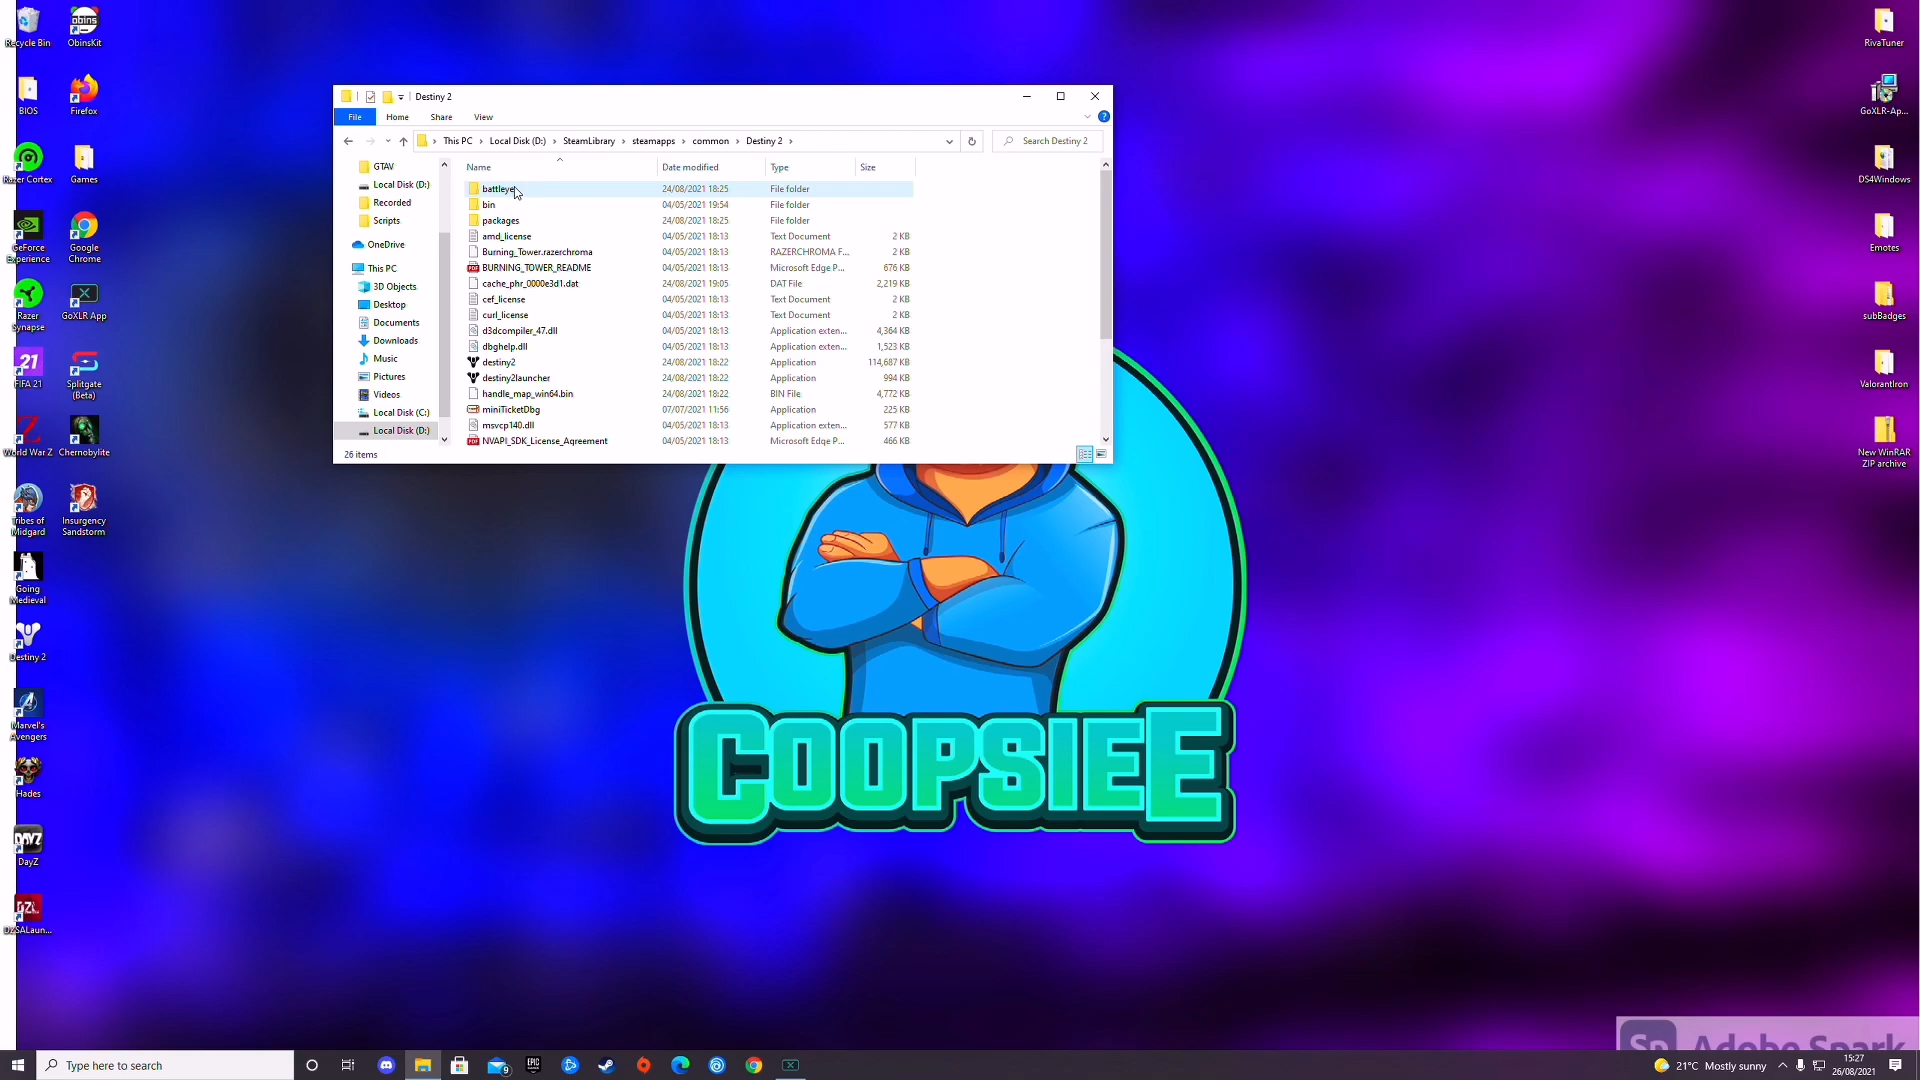 Recycle Bin
ObinsKit
BIOS
Firefox
Razer Cortex
Games
GeForce
Experience
Google
Chrome
Razer
Synapse
GoXLR App
21
FIFA 21
Splitgate
(Beta)
World War Z
Chernobylite
Tribes of
Midgard
Insurgency
Sandstorm
Going
Medieval
Destiny 2
Marvel's
Avengers
Hades
DAYZ
DayZ
DZSALaun...
Destiny 2
File
Home
Share
View
This PC > Local Disk (D:) > SteamLibrary > steamapps > common > Destiny 2 >
Search Destiny 2
GTAV
Local Disk (D:)
Recorded
Scripts
OneDrive
This PC
3D Objects
Desktop
Documents
Downloads
Music
Pictures
Videos
Local Disk (C:)
Local Disk (D:)
Name Date modified Type Size
battleye 24/08/2021 18:25 File folder
bin 04/05/2021 19:54 File folder
packages 24/08/2021 18:25 File folder
amd_license 04/05/2021 18:13 Text Document 2 KB
Burning_Tower.razerchroma 04/05/2021 18:13 RAZERCHROMA F... 2 KB
BURNING_TOWER_README 04/05/2021 18:13 Microsoft Edge P... 676 KB
cache_phr_0000e3d1.dat 24/08/2021 19:05 DAT File 2,219 KB
cef_license 04/05/2021 18:13 Text Document 2 KB
curl_license 04/05/2021 18:13 Text Document 2 KB
d3dcompiler_47.dll 04/05/2021 18:13 Application exten... 4,364 KB
dbghelp.dll 04/05/2021 18:13 Application exten... 1,523 KB
destiny2 24/08/2021 18:22 Application 114,687 KB
destiny2launcher 24/08/2021 18:22 Application 994 KB
handle_map_win64.bin 24/08/2021 18:22 BIN File 4,772 KB
miniTicketDbg 07/07/2021 11:56 Application 225 KB
msvcp140.dll 04/05/2021 18:13 Application exten... 577 KB
NVAPI_SDK_License_Agreement 04/05/2021 18:13 Microsoft Edge P... 466 KB
26 items
COOPSIEE
RivaTuner
GoXLR-Ap...
DS4Windows
Emotes
subBadges
ValorantIron
New WinRAR
ZIP archive
Sp Adobe Spark
Type here to search
9
EPIC
21°C Mostly sunny
15:27
26/08/2021